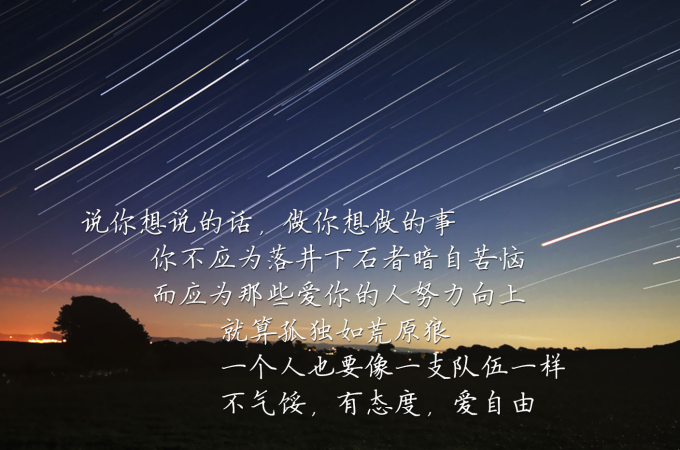 说你想说的话，做你想做的事
你不应为落井下石者暗自苦恼
而应为那些爱你的人努力向上
就算孤独如荒原狼
一个人也要像一支队伍一样
不气馁，有态度，爱自由